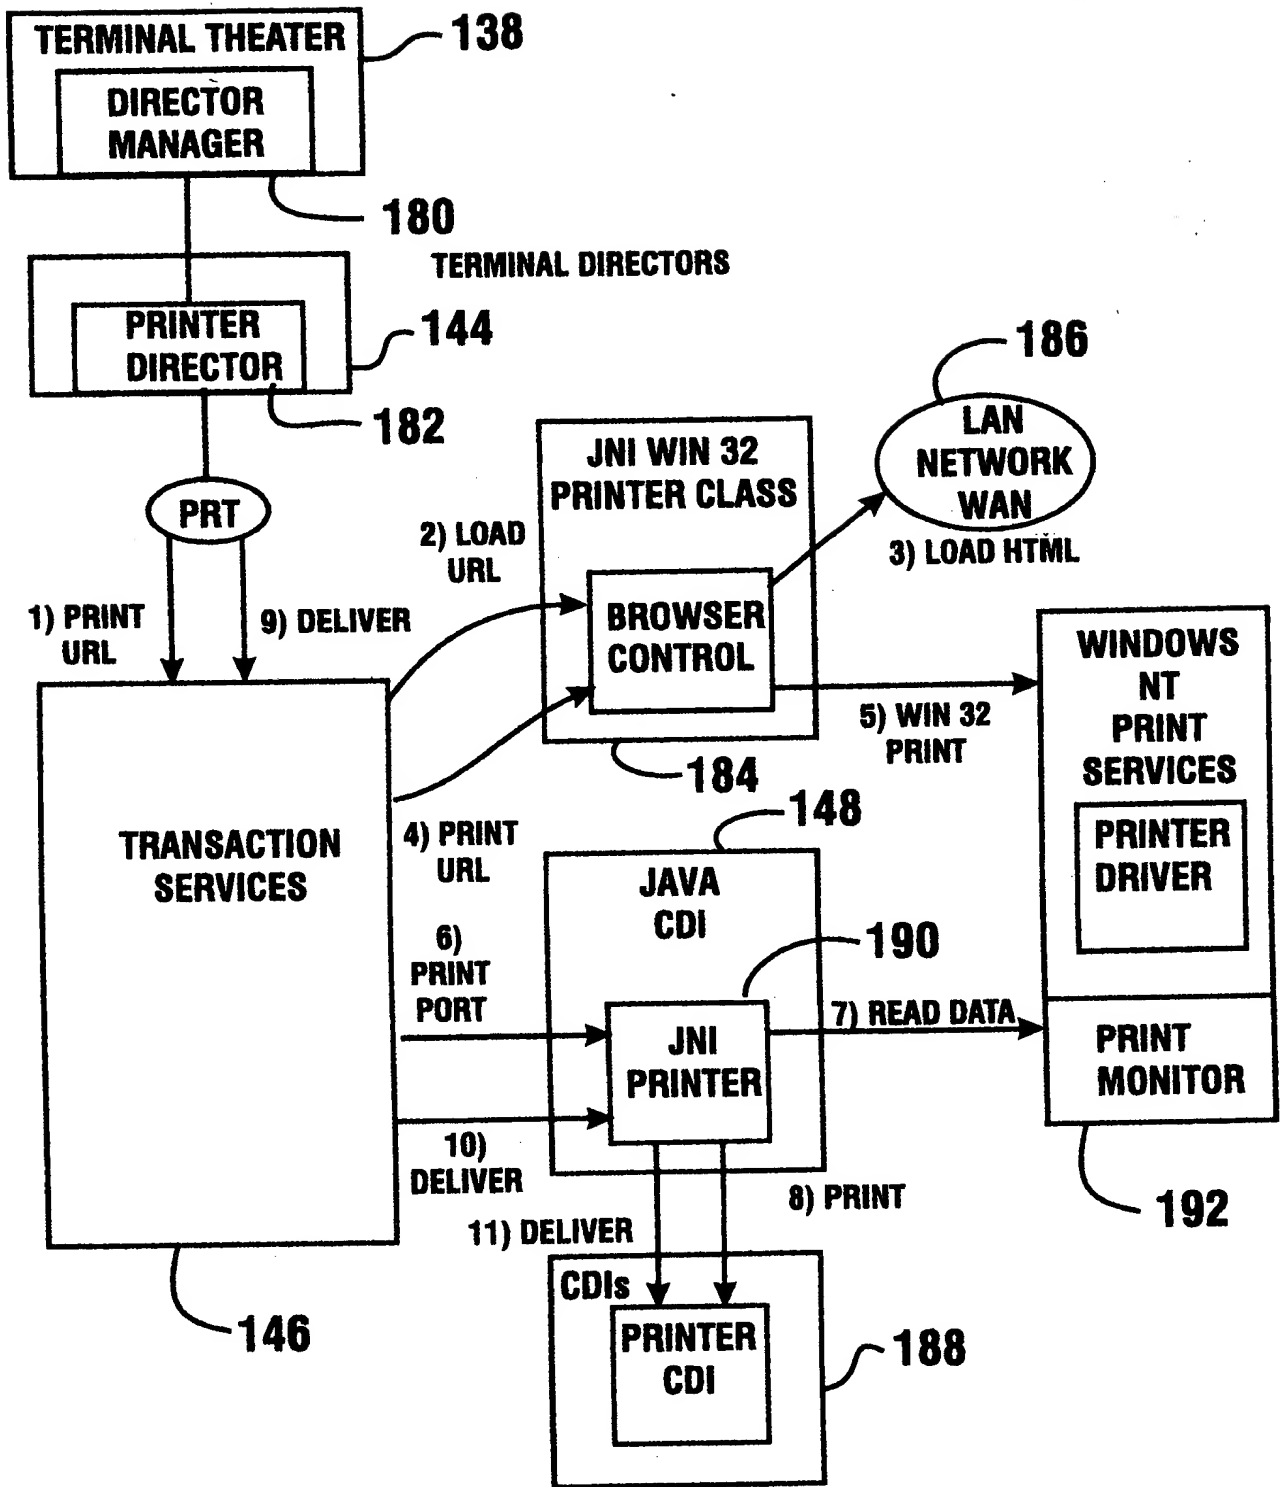 TERMINAL THEATER
138
DIRECTOR
MANAGER
180
TERMINAL DIRECTORS
PRINTER
DIRECTOR
144
182
PRT
1) PRINT
URL
9) DELIVER
2) LOAD
URL
JNI WIN 32
PRINTER CLASS
BROWSER
CONTROL
184
186
LAN
NETWORK
WAN
3) LOAD HTML
4) PRINT
URL
5) WIN 32
PRINT
WINDOWS
NT
PRINT
SERVICES
PRINTER
DRIVER
PRINT
MONITOR
192
TRANSACTION
SERVICES
146
148
JAVA
CDI
190
6)
PRINT
PORT
JNI
PRINTER
7) READ DATA
10)
DELIVER
8) PRINT
11) DELIVER
CDIs
PRINTER
CDI
188